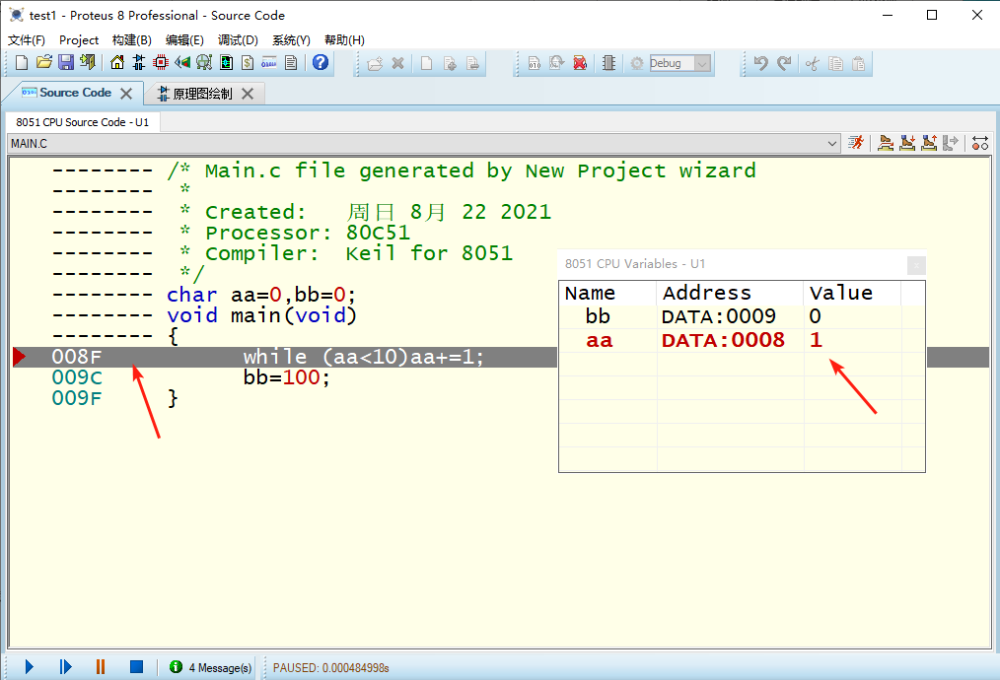 test1 - Proteus 8 Professional - Source Code
文件(F) Project 构建(B) 编辑(E) 调试(D) 系统(Y) 帮助(H)
Debug
Source Code 原理图绘制
8051 CPU Source Code - U1
MAIN.C
-------- /* Main.c file generated by New Project wizard
-------- *
-------- * Created: 周日 8月 22 2021
-------- * Processor: 80C51
-------- * Compiler: Keil for 8051
-------- */
-------- char aa=0,bb=0;
-------- void main(void)
-------- {
008F while (aa<10)aa+=1;
009C bb=100;
009F }
8051 CPU Variables - U1
Name Address Value
bb DATA:0009 0
aa DATA:0008 1
4 Message(s) PAUSED: 0.000484998s